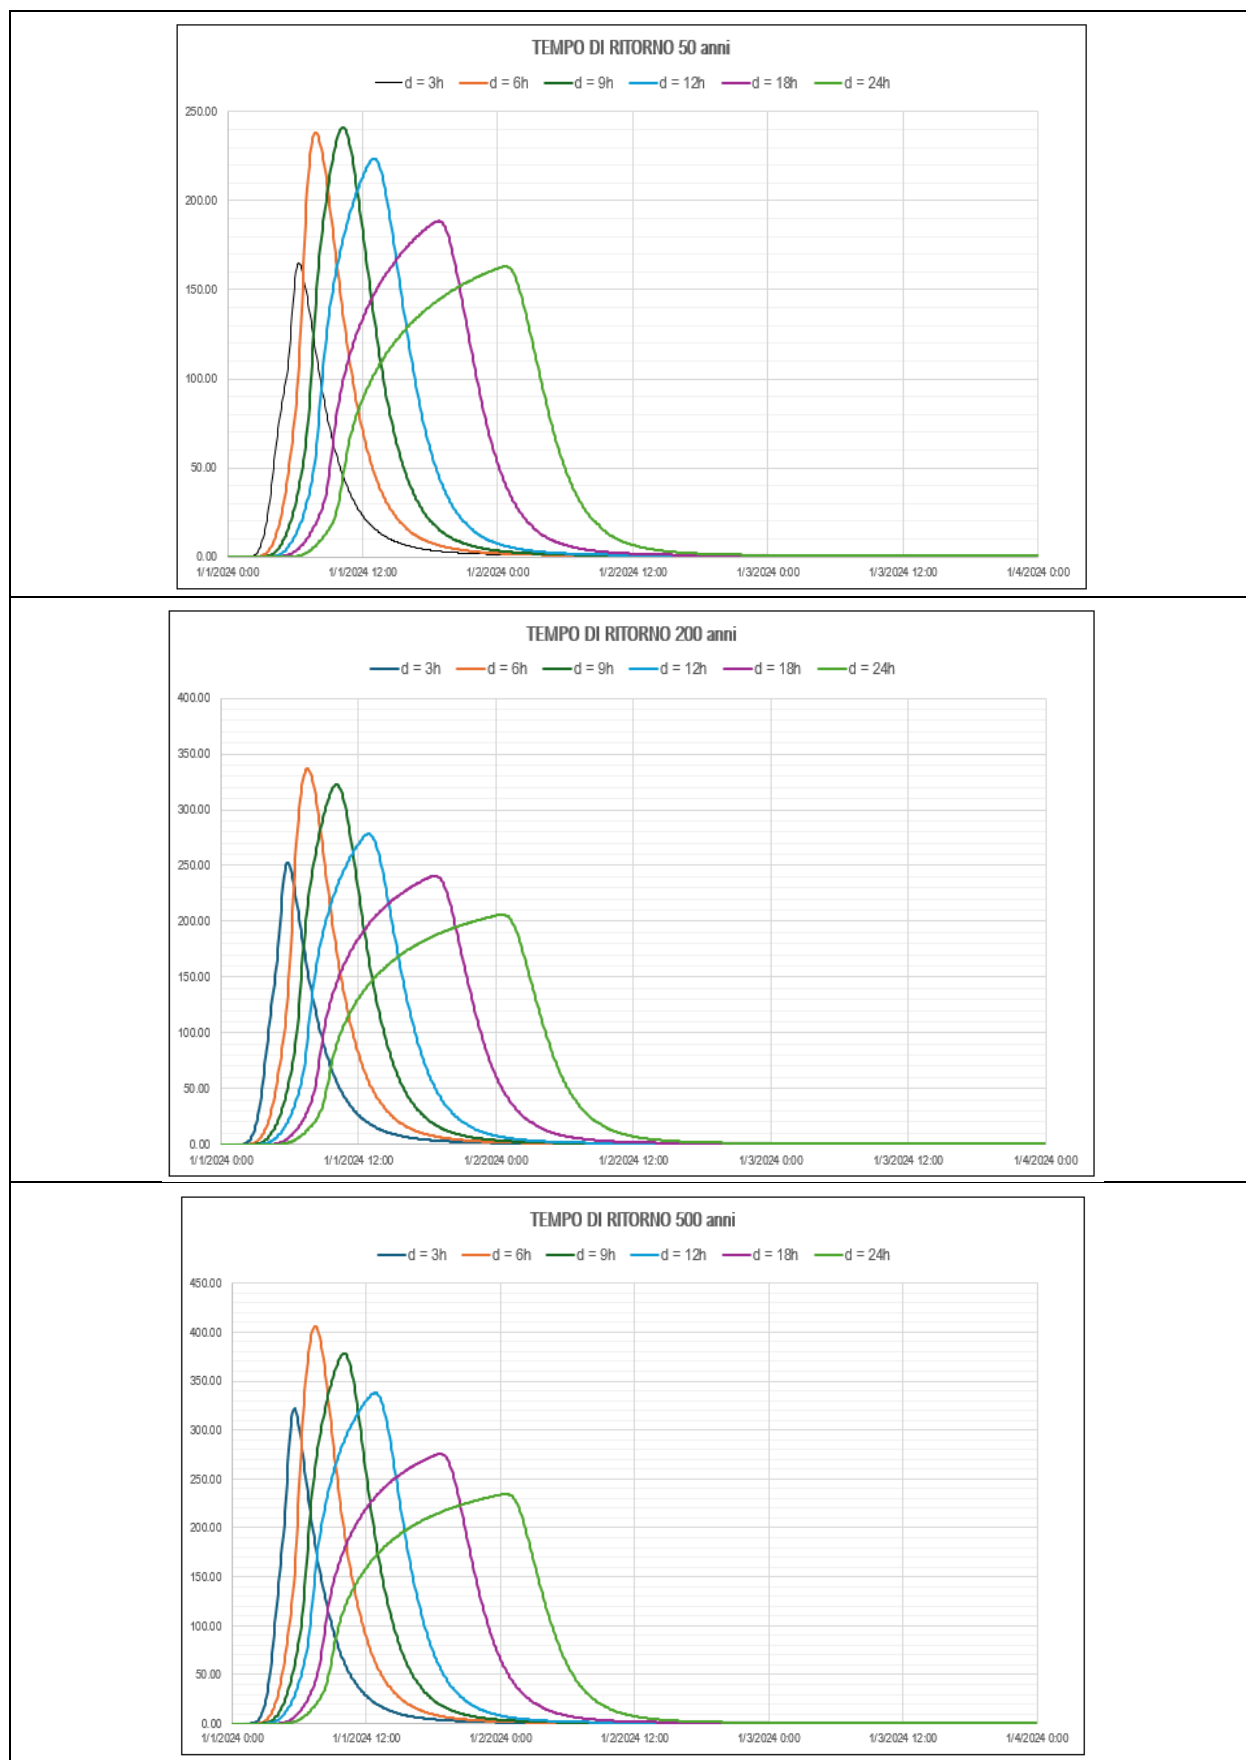 TEMPO DI RITORNO 50 anni
d = 3h d = 6h d = 9h d = 12h d = 18h d = 24h
250.00
200.00
150.00
100.00
50.00
0.00
1/1/2024 0:00 1/1/2024 12:00 1/2/2024 0:00 1/2/2024 12:00 1/3/2024 0:00 1/3/2024 12:00 1/4/2024 0:00
TEMPO DI RITORNO 200 anni
d = 3h d = 6h d = 9h d = 12h d = 18h d = 24h
400.00
350.00
300.00
250.00
200.00
150.00
100.00
50.00
0.00
1/1/2024 0:00 1/1/2024 12:00 1/2/2024 0:00 1/2/2024 12:00 1/3/2024 0:00 1/3/2024 12:00 1/4/2024 0:00
TEMPO DI RITORNO 500 anni
d = 3h d = 6h d = 9h d = 12h d = 18h d = 24h
450.00
400.00
350.00
300.00
250.00
200.00
150.00
100.00
50.00
0.00
1/1/2024 0:00 1/1/2024 12:00 1/2/2024 0:00 1/2/2024 12:00 1/3/2024 0:00 1/3/2024 12:00 1/4/2024 0:00